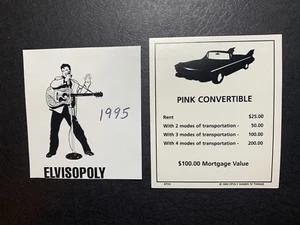 1995
ELVISOPOLY
PINK CONVERTIBLE
Rent $25.00
With 2 modes of transportation - 50.00
With 3 modes of transportation - 100.00
With 4 modes of transportation - 200.00
$100.00 Mortgage Value